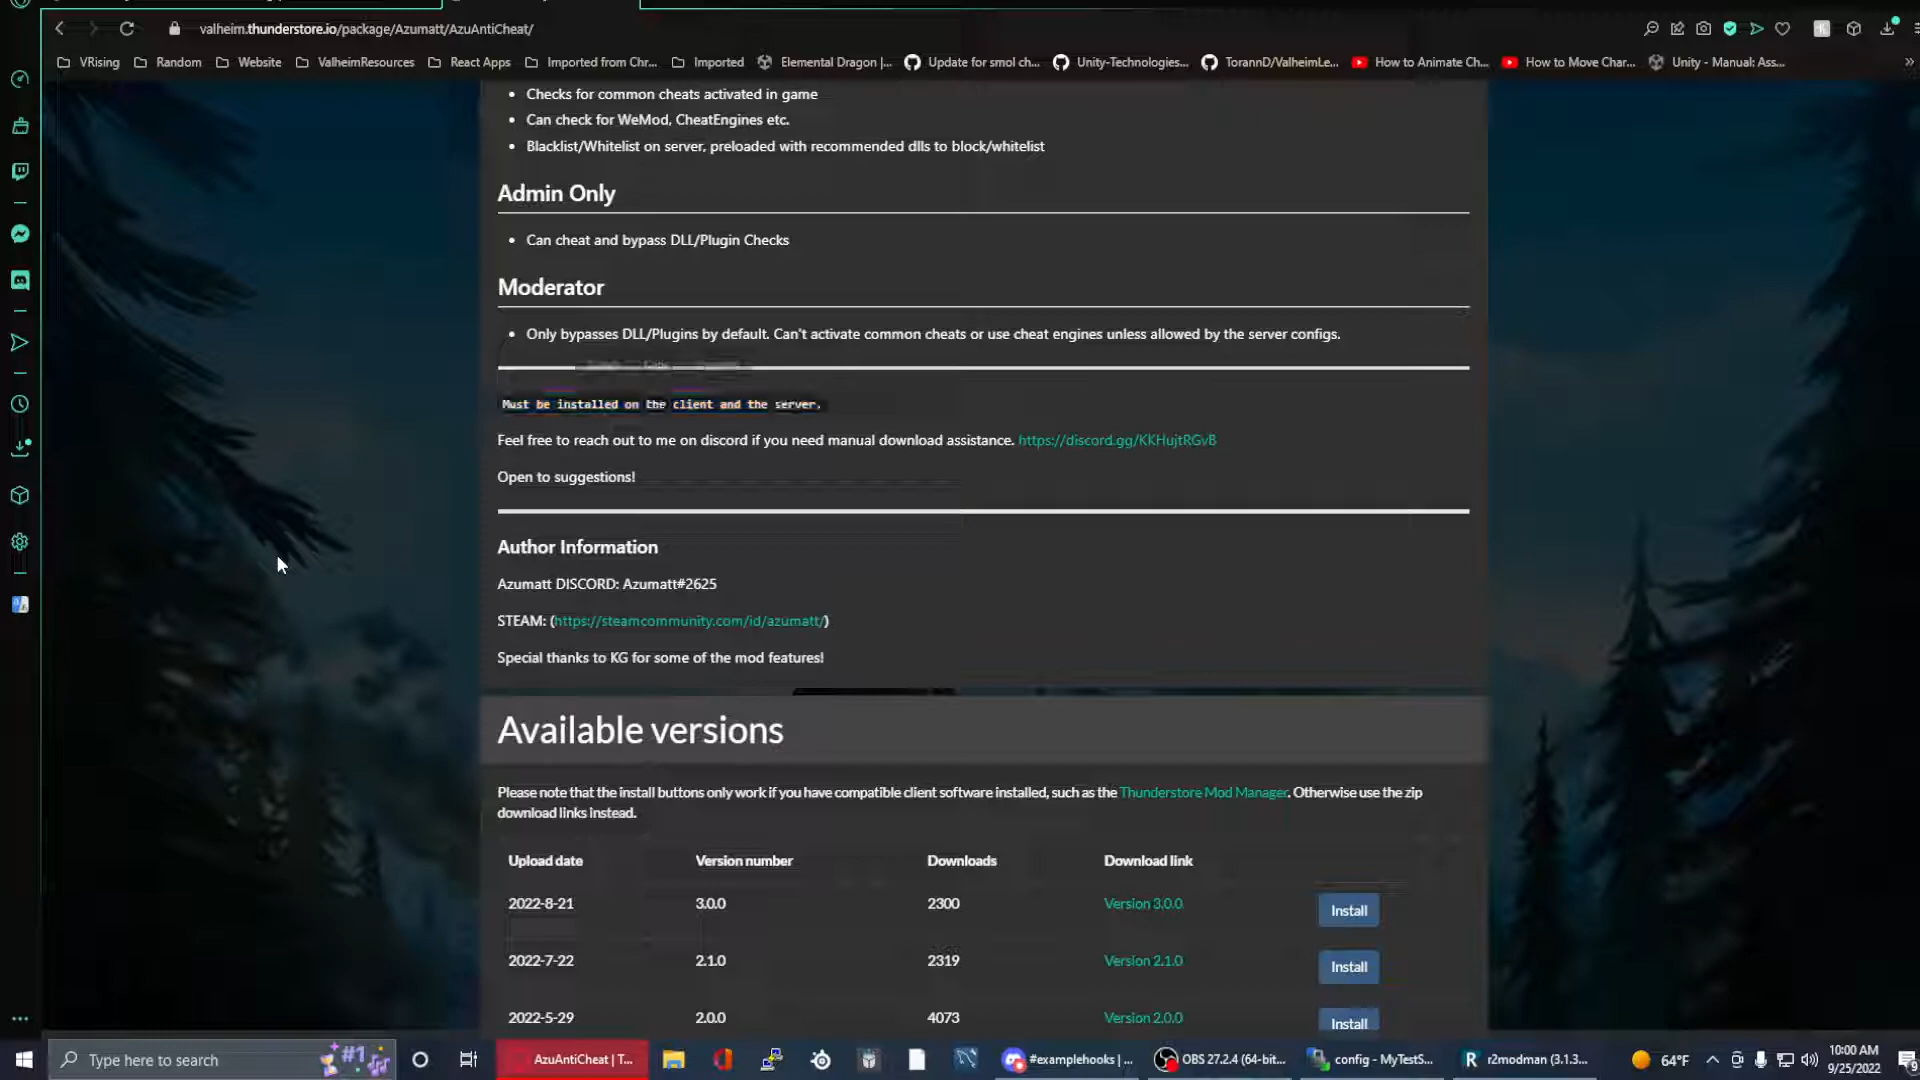 valheim.thunderstore.io/package/Azumatt/AzuAntiCheat/
VRising
Random
Website
ValheimResources
React Apps
Imported from Chr...
Imported
Elemental Dragon |...
Update for smol ch...
Unity-Technologies...
TorannD/ValheimLe...
How to Animate Ch...
How to Move Char...
Unity - Manual: Ass...
»
• Checks for common cheats activated in game
• Can check for WeMod, CheatEngines etc.
• Blacklist/Whitelist on server, preloaded with recommended dlls to block/whitelist
Admin Only
• Can cheat and bypass DLL/Plugin Checks
Moderator
• Only bypasses DLL/Plugins by default. Can't activate common cheats or use cheat engines unless allowed by the server configs.
Must be installed on the client and the server.
Feel free to reach out to me on discord if you need manual download assistance. https://discord.gg/KKHujtRGvB
Open to suggestions!
Author Information
Azumatt DISCORD: Azumatt#2625
STEAM: (https://steamcommunity.com/id/azumatt/)
Special thanks to KG for some of the mod features!
Available versions
Please note that the install buttons only work if you have compatible client software installed, such as the Thunderstore Mod Manager. Otherwise use the zip
download links instead.
Upload date Version number Downloads Download link
2022-8-21 3.0.0 2300 Version 3.0.0 Install
2022-7-22 2.1.0 2319 Version 2.1.0 Install
2022-5-29 2.0.0 4073 Version 2.0.0 Install
Type here to search
#1
AzuAntiCheat | T...
#examplehooks | ...
OBS 27.2.4 (64-bit...
config - MyTestS...
R r2modman (3.1.3...
64°F
10:00 AM
9/25/2022